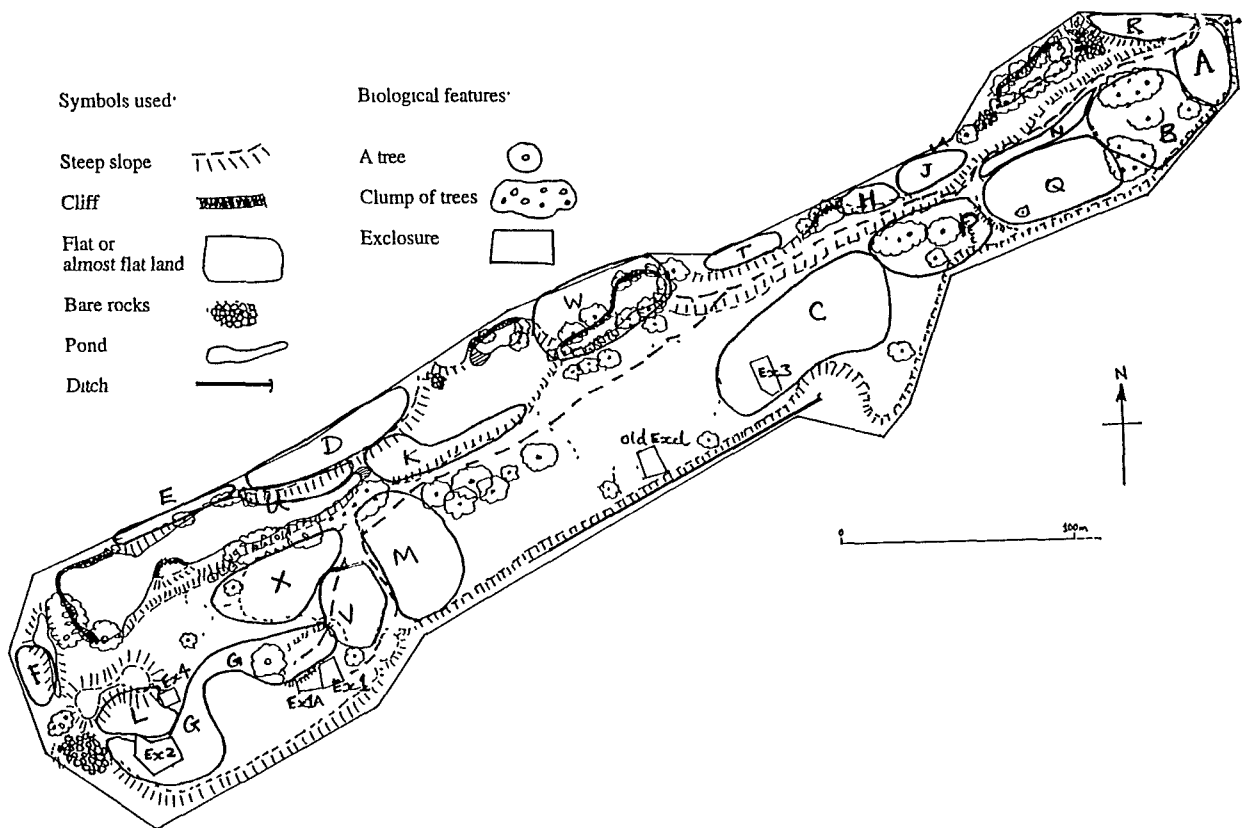 Symbols used·
Steep slope
Cliff
Flat or
almost flat land
Bare rocks
Pond
Ditch
Biological features·
A tree
Clump of trees
Exclosure
R
A
B
N
J
Q
H
P
T
C
W
Ex3
N
Old Excl
D
K
E
U
M
0
100m
X
V
G
F
Ex4
Ex1
Ex1A
L
G
Ex2